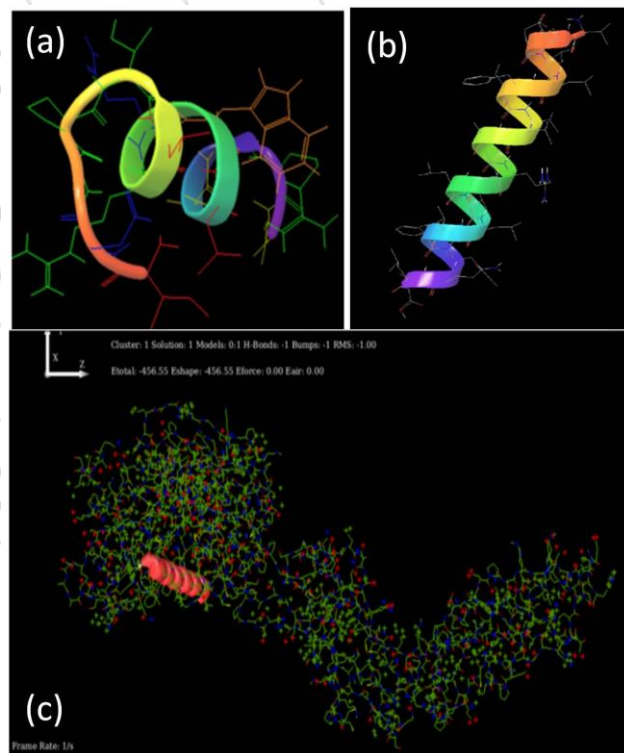 (a)
(b)
Cluster: 1 Solution: 1 Models: 0:1 H-Bonds: -1 Bumps: -1 RMS: -1.00
X
Z
Etotal: -456.55 Eshape: -456.55 Eforce: 0.00 Eair: 0.00
(c)
Frame Rate: 1/s